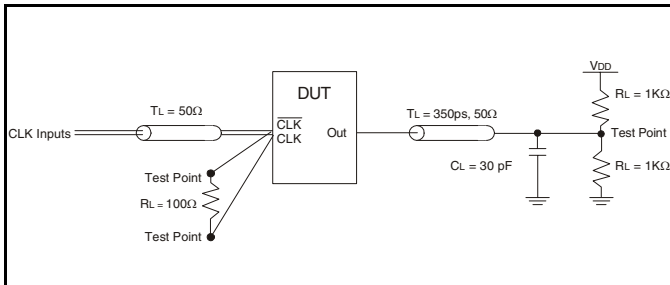 VDD
DUT
TL = 50Ω
TL = 350ps, 50Ω
RL = 1KΩ
CLK
CLK Inputs
CLK
Out
Test Point
CL = 30 pF
RL = 1KΩ
Test Point
RL = 100Ω
Test Point